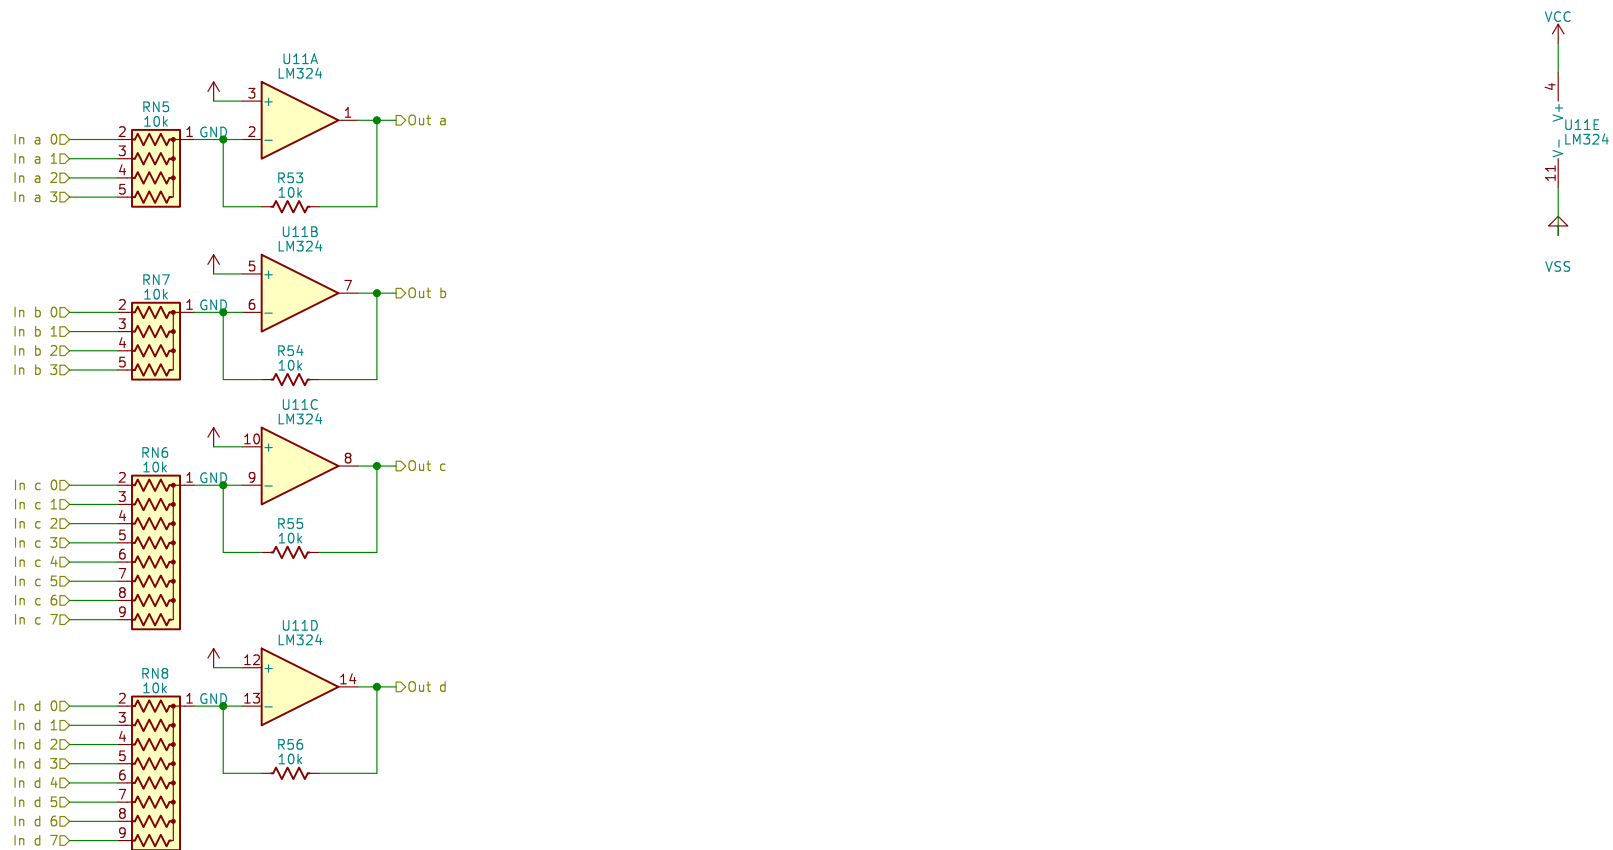 VCC
4
V+
U11E
LM324
V-
11
VSS
U11A
LM324
3
+
2
-
1
Out a
RN5
10k
1
GND
In a 0
2
In a 1
3
In a 2
4
In a 3
5
R53
10k
U11B
LM324
5
+
6
-
7
Out b
RN7
10k
1
GND
In b 0
2
In b 1
3
In b 2
4
In b 3
5
R54
10k
U11C
LM324
10
+
9
-
8
Out c
RN6
10k
1
GND
In c 0
2
In c 1
3
In c 2
4
In c 3
5
In c 4
6
In c 5
7
In c 6
8
In c 7
9
R55
10k
U11D
LM324
12
+
13
-
14
Out d
RN8
10k
1
GND
In d 0
2
In d 1
3
In d 2
4
In d 3
5
In d 4
6
In d 5
7
In d 6
8
In d 7
9
R56
10k